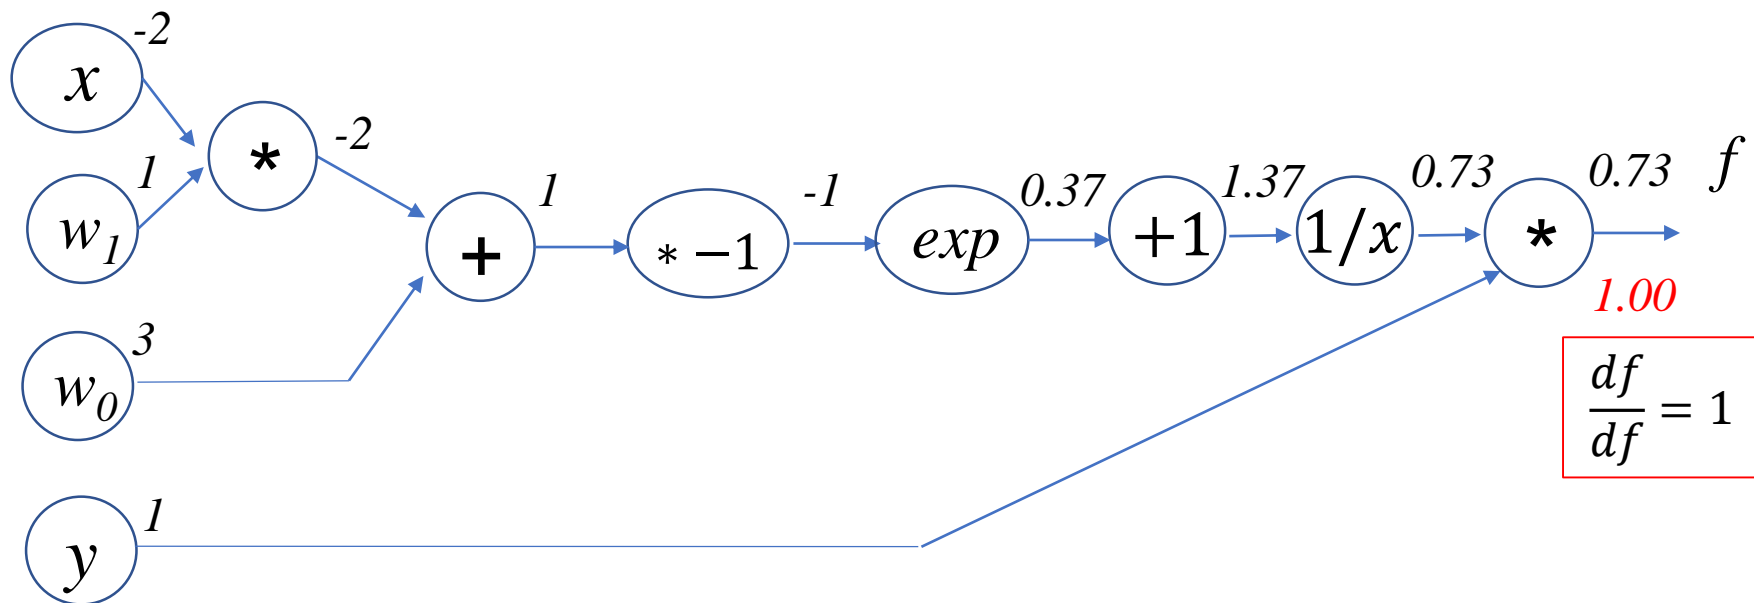 -2
x
1
w1
*
-2
3
w0
+
1
* −1
-1
exp
0.37
+1
1.37
1/x
0.73
*
0.73
f
1.00
df/df = 1
1
y